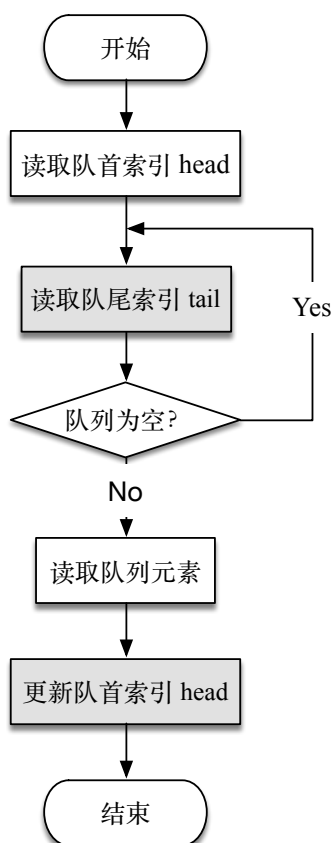 开始
读取队首索引 head
读取队尾索引 tail
Yes
队列为空?
No
读取队列元素
更新队首索引 head
结束